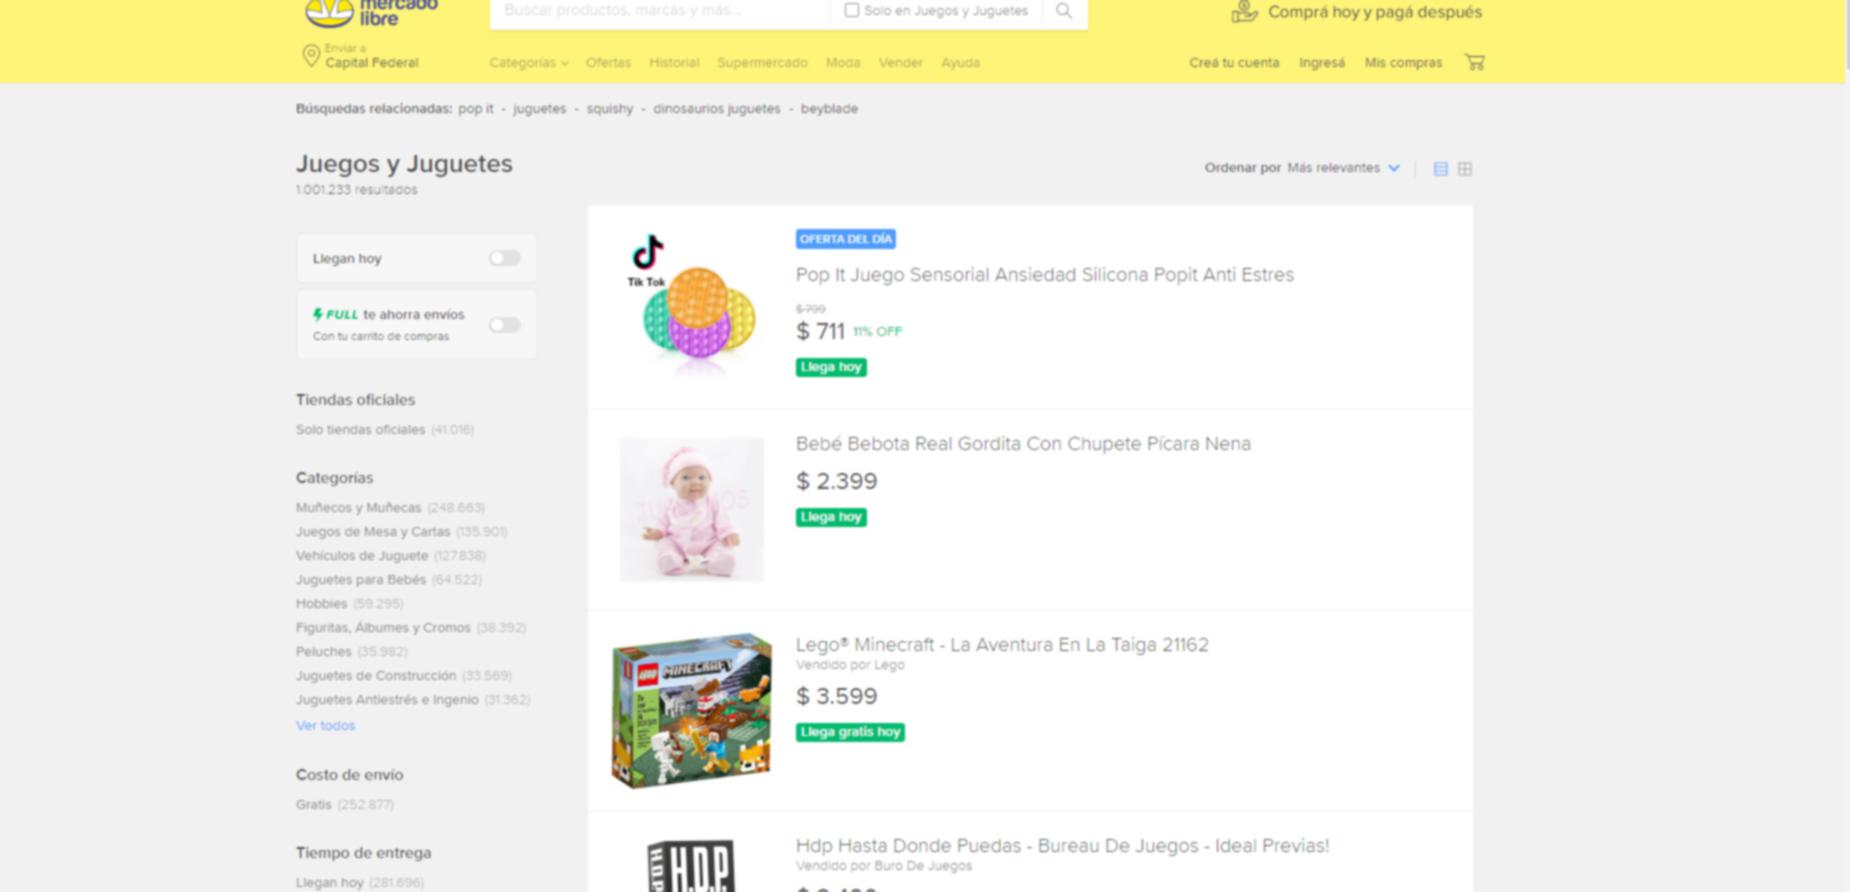 mercado
libre
Buscar productos, marcas y más...
Solo en Juegos y Juguetes
Comprá hoy y pagá después
Enviar a
Capital Federal
Categorías
Ofertas
Historial
Supermercado
Moda
Vender
Ayuda
Creá tu cuenta
Ingresá
Mis compras
Búsquedas relacionadas: pop it - juguetes - squishy - dinosaurios juguetes - beyblade
Juegos y Juguetes
1.001.233 resultados
Ordenar por Más relevantes
Llegan hoy
FULL te ahorra envíos
Con tu carrito de compras
Tiendas oficiales
Solo tiendas oficiales (41.016)
Categorías
Muñecos y Muñecas (248.663)
Juegos de Mesa y Cartas (135.901)
Vehículos de Juguete (127.838)
Juguetes para Bebés (64.522)
Hobbies (59.295)
Figuritas, Álbumes y Cromos (38.392)
Peluches (35.982)
Juguetes de Construcción (33.569)
Juguetes Antiestrés e Ingenio (31.362)
Ver todos
Costo de envío
Gratis (252.877)
Tiempo de entrega
Llegan hoy (281.696)
Tik Tok
OFERTA DEL DÍA
Pop It Juego Sensorial Ansiedad Silicona Popit Anti Estres
$ 799
$ 711 11% OFF
Llega hoy
Bebé Bebota Real Gordita Con Chupete Pícara Nena
$ 2.399
Llega hoy
LEGO MINECRAFT
Lego® Minecraft - La Aventura En La Taiga 21162
Vendido por Lego
$ 3.599
Llega gratis hoy
H.D.P.
Hdp Hasta Donde Puedas - Bureau De Juegos - Ideal Previas!
Vendido por Buro De Juegos